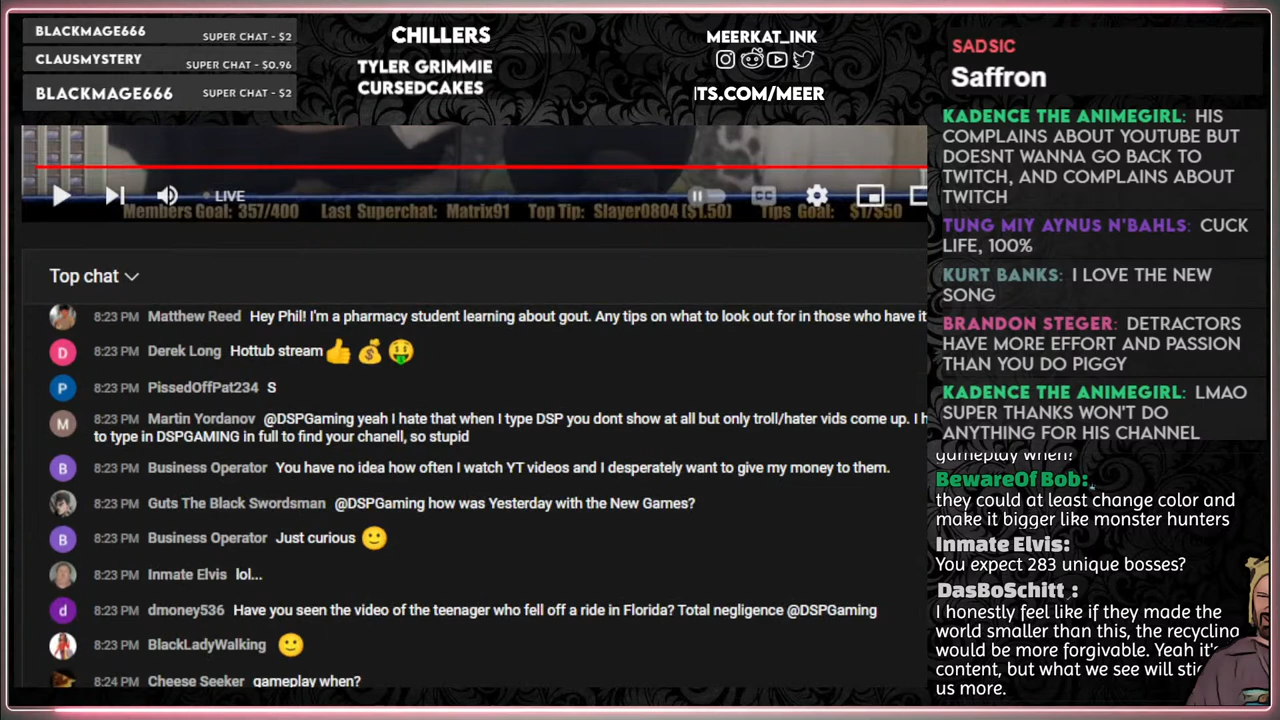 BLACKMAGE666 SUPER CHAT - $2
CLAUSMYSTERY SUPER CHAT - $0.96
BLACKMAGE666 SUPER CHAT - $2
CHILLERS
TYLER GRIMMIE
CURSEDCAKES
MEERKAT_INK
ITS.COM/MEER
SADSIC
Saffron
LIVE
CC
Members Goal: 357/400 Last Superchat: Matrix91 Top Tip: Slayer0804 ($1.50) Tips Goal: $1/$50
Top chat
8:23 PM Matthew Reed Hey Phil! I'm a pharmacy student learning about gout. Any tips on what to look out for in those who have it
D 8:23 PM Derek Long Hottub stream 👍 💰 🤑
P 8:23 PM PissedOffPat234 S
M 8:23 PM Martin Yordanov @DSPGaming yeah I hate that when I type DSP you dont show at all but only troll/hater vids come up. I h
to type in DSPGAMING in full to find your chanell, so stupid
B 8:23 PM Business Operator You have no idea how often I watch YT videos and I desperately want to give my money to them.
8:23 PM Guts The Black Swordsman @DSPGaming how was Yesterday with the New Games?
B 8:23 PM Business Operator Just curious 🙂
8:23 PM Inmate Elvis lol...
d 8:23 PM dmoney536 Have you seen the video of the teenager who fell off a ride in Florida? Total negligence @DSPGaming
8:23 PM BlackLadyWalking 🙂
8:24 PM Cheese Seeker gameplay when?
KADENCE THE ANIMEGIRL: HIS
COMPLAINS ABOUT YOUTUBE BUT
DOESNT WANNA GO BACK TO
TWITCH, AND COMPLAINS ABOUT
TWITCH
TUNG MIY AYNUS N'BAHLS: CUCK
LIFE, 100%
KURT BANKS: I LOVE THE NEW
SONG
BRANDON STEGER: DETRACTORS
HAVE MORE EFFORT AND PASSION
THAN YOU DO PIGGY
KADENCE THE ANIMEGIRL: LMAO
SUPER THANKS WON'T DO
ANYTHING FOR HIS CHANNEL
gameplay when?
BewareOf Bob:
they could at least change color and
make it bigger like monster hunters
Inmate Elvis:
You expect 283 unique bosses?
DasBoSchitt :
I honestly feel like if they made the
world smaller than this, the recycling
would be more forgivable. Yeah it's
content, but what we see will sti
us more.